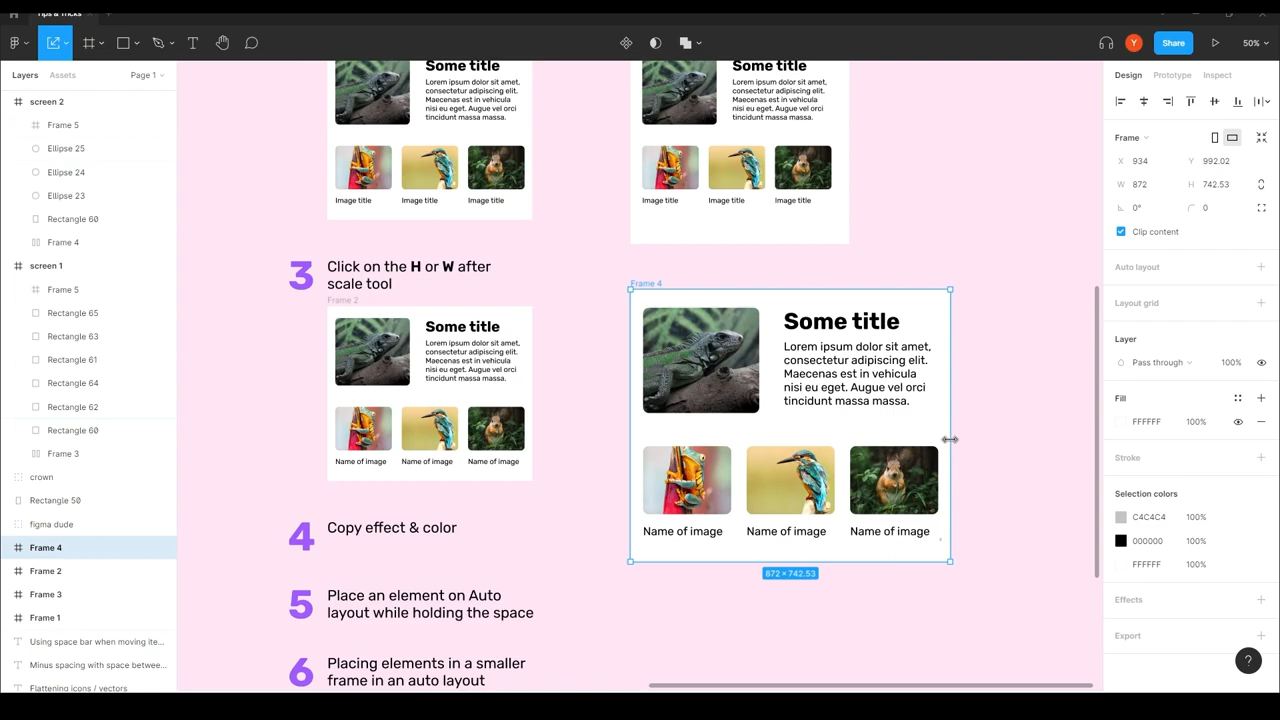 Tips & Tricks
Y
Share
50%
Layers
Assets
Page 1
screen 2
Frame 5
Ellipse 25
Ellipse 24
Ellipse 23
Rectangle 60
Frame 4
screen 1
Frame 5
Rectangle 65
Rectangle 63
Rectangle 61
Rectangle 64
Rectangle 62
Rectangle 60
Frame 3
crown
Rectangle 50
figma dude
Frame 4
Frame 2
Frame 3
Frame 1
Using space bar when moving ite...
Minus spacing with space betwee...
Flattening icons / vectors
Some title
Lorem ipsum dolor sit amet,
consectetur adipiscing elit.
Maecenas est in vehicula
nisi eu eget. Augue vel orci
tincidunt massa massa.
Image title
Image title
Image title
Some title
Lorem ipsum dolor sit amet,
consectetur adipiscing elit.
Maecenas est in vehicula
nisi eu eget. Augue vel orci
tincidunt massa massa.
Image title
Image title
Image title
3
Click on the H or W after
scale tool
Frame 2
Some title
Lorem ipsum dolor sit amet,
consectetur adipiscing elit.
Maecenas est in vehicula
nisi eu eget. Augue vel orci
tincidunt massa massa.
Name of image
Name of image
Name of image
Frame 4
Some title
Lorem ipsum dolor sit amet,
consectetur adipiscing elit.
Maecenas est in vehicula
nisi eu eget. Augue vel orci
tincidunt massa massa.
Name of image
Name of image
Name of image
872 × 742.53
4
Copy effect & color
5
Place an element on Auto
layout while holding the space
6
Placing elements in a smaller
frame in an auto layout
Design
Prototype
Inspect
Frame
X 934
Y 992.02
W 872
H 742.53
0°
0
Clip content
Auto layout
Layout grid
Layer
Pass through
100%
Fill
FFFFFF
100%
Stroke
Selection colors
C4C4C4
100%
000000
100%
FFFFFF
100%
Effects
Export
?